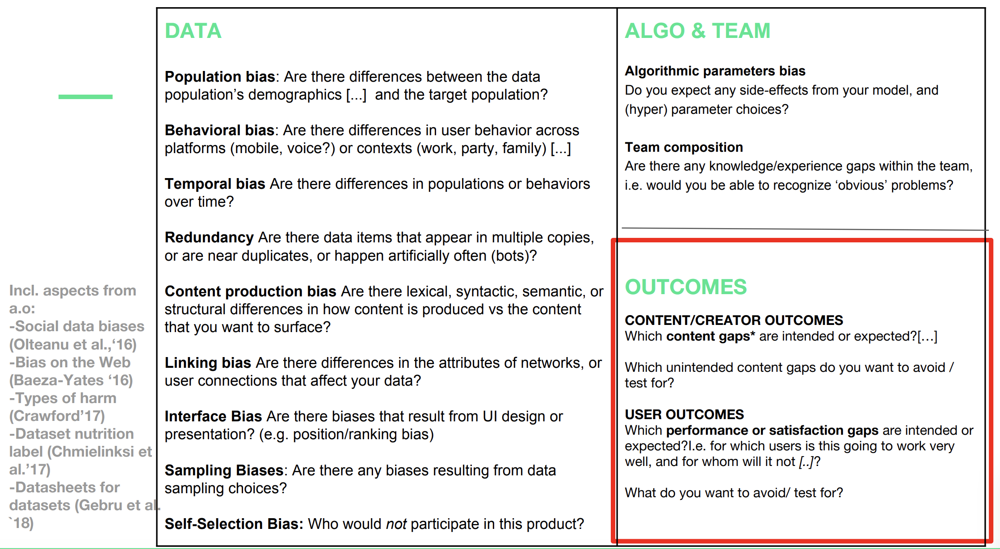 DATA
Population bias: Are there differences between the data
population’s demographics [...]  and the target population?
Behavioral bias: Are there differences in user behavior across
platforms (mobile, voice?) or contexts (work, party, family) [...]
Temporal bias Are there differences in populations or behaviors
over time?
Redundancy Are there data items that appear in multiple copies,
or are near duplicates, or happen artificially often (bots)?
Content production bias Are there lexical, syntactic, semantic, or
structural differences in how content is produced vs the content
that you want to surface?
Linking bias Are there differences in the attributes of networks, or
user connections that affect your data?
Interface Bias Are there biases that result from UI design or
presentation? (e.g. position/ranking bias)
Sampling Biases: Are there any biases resulting from data
sampling choices?
Self-Selection Bias: Who would not participate in this product?
ALGO & TEAM
Algorithmic parameters bias
Do you expect any side-effects from your model, and
(hyper) parameter choices?
Team composition
Are there any knowledge/experience gaps within the team,
i.e. would you be able to recognize ‘obvious’ problems?
OUTCOMES
CONTENT/CREATOR OUTCOMES
Which content gaps* are intended or expected?[…]
Which unintended content gaps do you want to avoid /
test for?
USER OUTCOMES
Which performance or satisfaction gaps are intended or
expected?I.e. for which users is this going to work very
well, and for whom will it not [..]?
What do you want to avoid/ test for?
Incl. aspects from
a.o:
-Social data biases
(Olteanu et al.,‘16)
-Bias on the Web
(Baeza-Yates ‘16)
-Types of harm
(Crawford’17)
-Dataset nutrition
label (Chmielinksi et
al.’17)
-Datasheets for
datasets (Gebru et al.
`18)